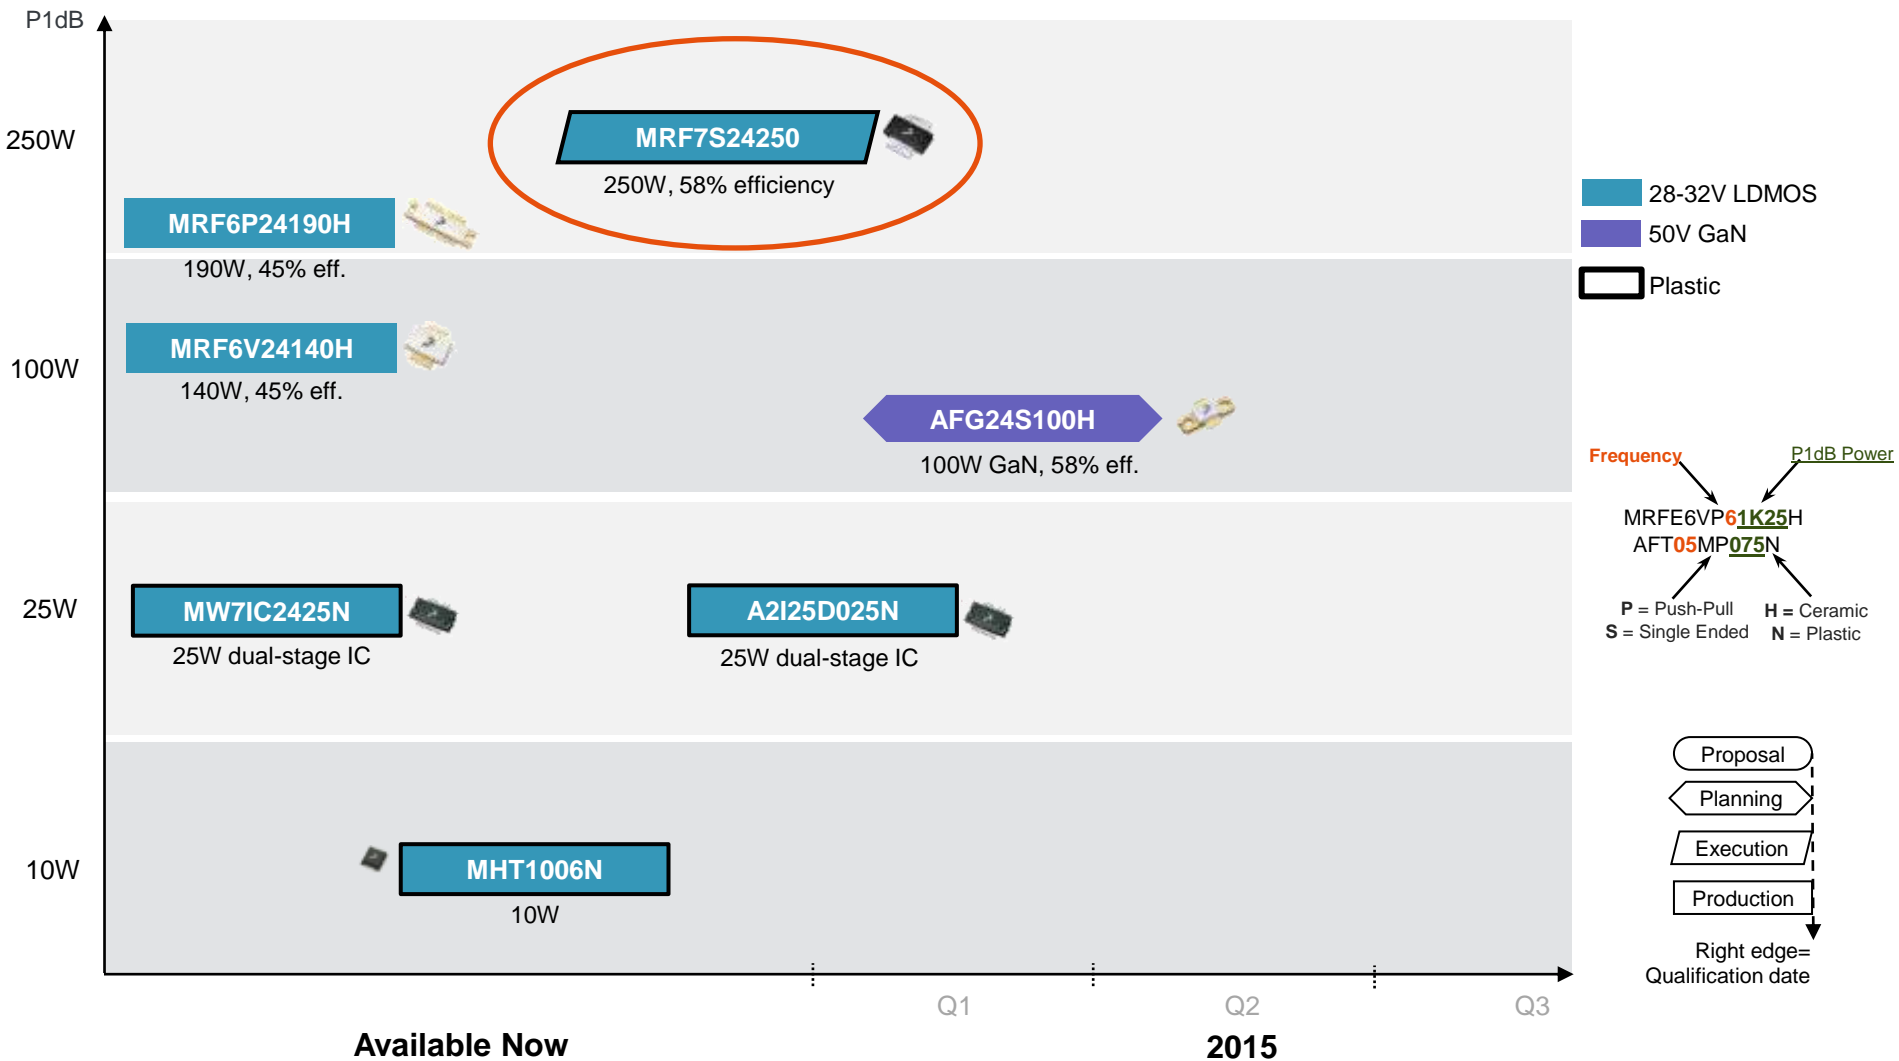 P1dB
250W
MRF7S24250
250W, 58% efficiency
MRF6P24190H
190W, 45% eff.
100W
MRF6V24140H
140W, 45% eff.
AFG24S100H
100W GaN, 58% eff.
25W
MW7IC2425N
25W dual-stage IC
A2I25D025N
25W dual-stage IC
10W
MHT1006N
10W
Q1
Q2
Q3
Available Now
2015
28-32V LDMOS
50V GaN
Plastic
Frequency
P1dB Power
MRFE6VP61K25H
AFT05MP075N
P = Push-Pull
S = Single Ended
H = Ceramic
N = Plastic
Proposal
Planning
Execution
Production
Right edge=
Qualification date